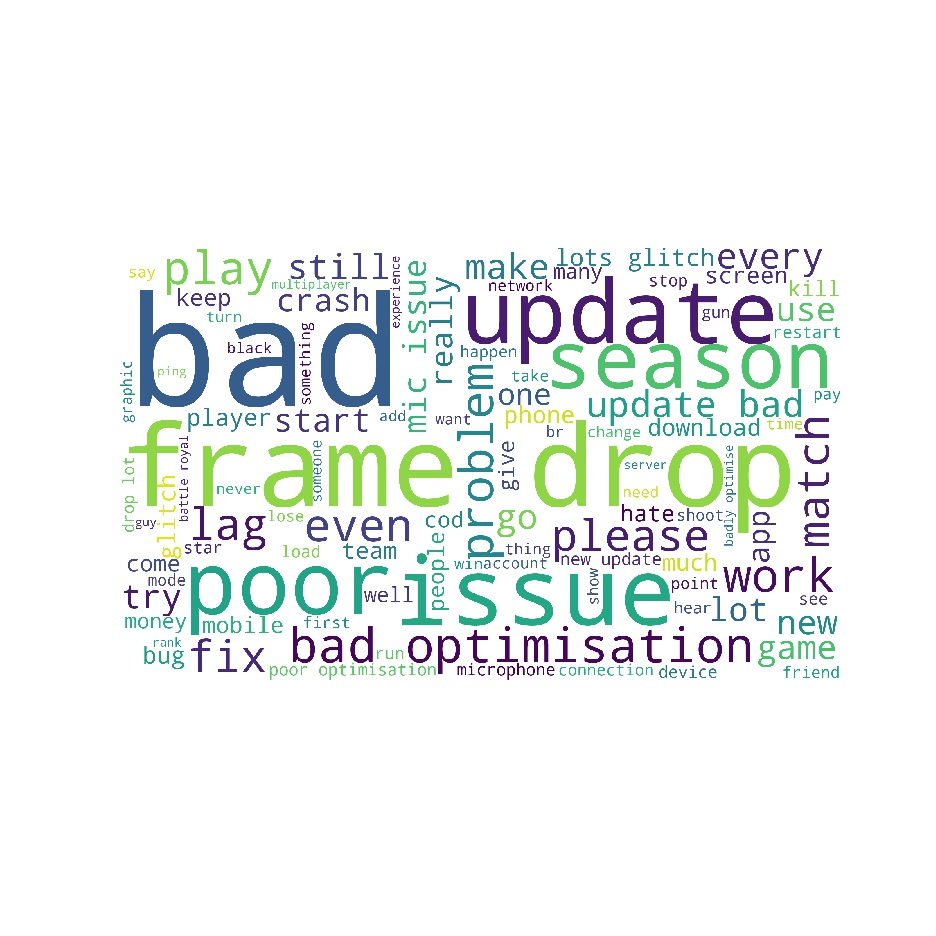 say
play
still
multiplayer
keep
crash
turn
experience
mic issue
really
make
lots glitch
every
many
network
stop
screen
kill
bad
update
gun
use
restart
black
something
ping
graphic
happen
season
take
pay
player
start
add
want
problem
one
phone
update bad
br
change
download
time
match
frame drop
drop lot
glitch
battle royal
never
someone
give
server
need
badly optimise
app
guy
lag
lose
even
cod
go
please
hate
shoot
star
load
team
people
thing
new update
much
work
come
mode
try
poor issue
well
win
account
show
point
see
money
mobile
first
hear
lot
new
rank
bug
fix
bad optimisation
run
game
poor optimisation
microphone
connection
device
friend